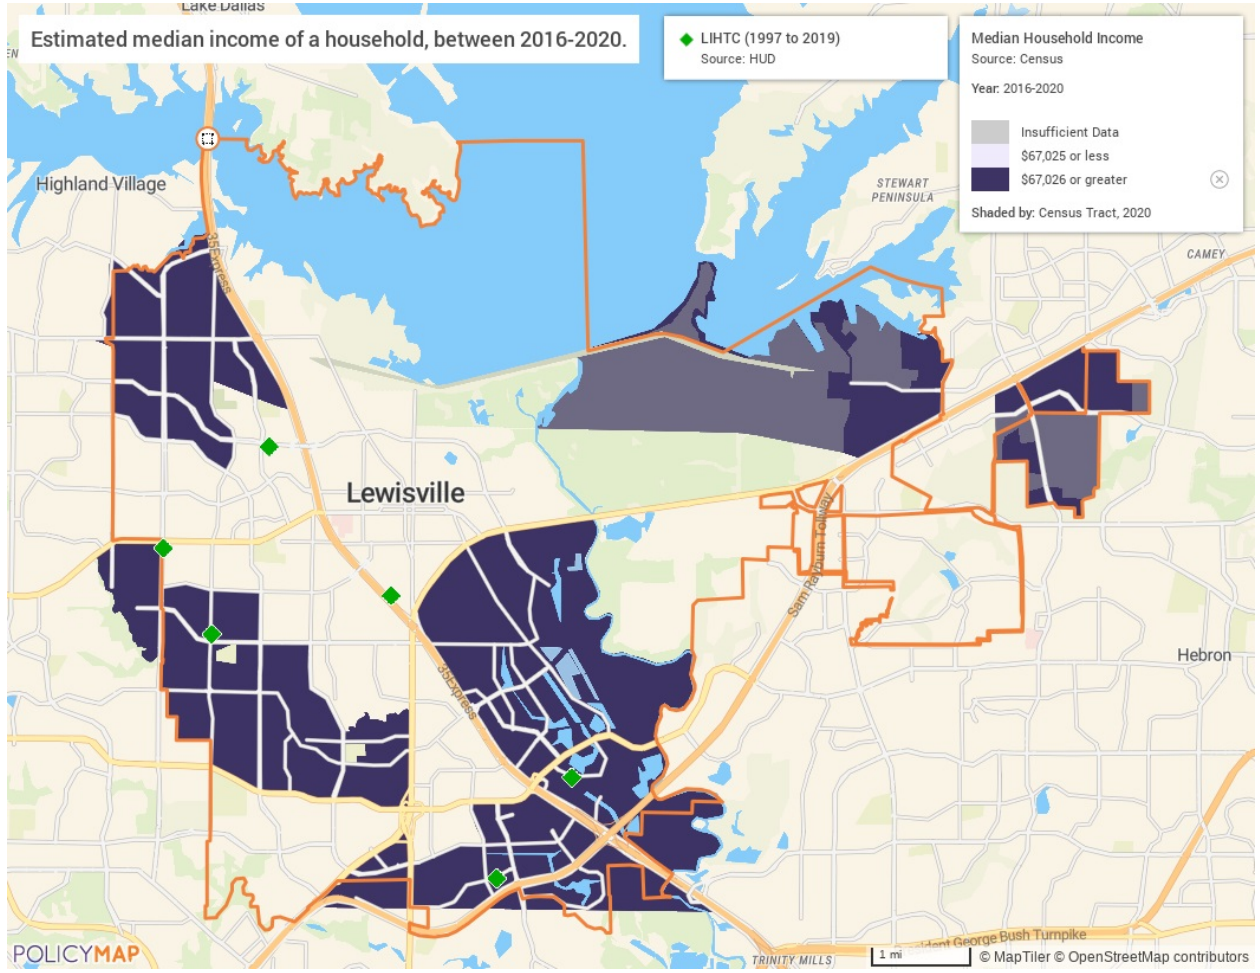 Lake Dallas
Estimated median income of a household, between 2016-2020.
LIHTC (1997 to 2019)
Source: HUD
Median Household Income
Source: Census
Year: 2016-2020
Insufficient Data
$67,025 or less
$67,026 or greater
Shaded by: Census Tract, 2020
Highland Village
STEWART
PENINSULA
CAMEY
35Express
Lewisville
Sam Rayburn Tollway
Hebron
35Express
POLICYMAP
TRINITY MILLS
President George Bush Turnpike
1 mi
© MapTiler © OpenStreetMap contributors